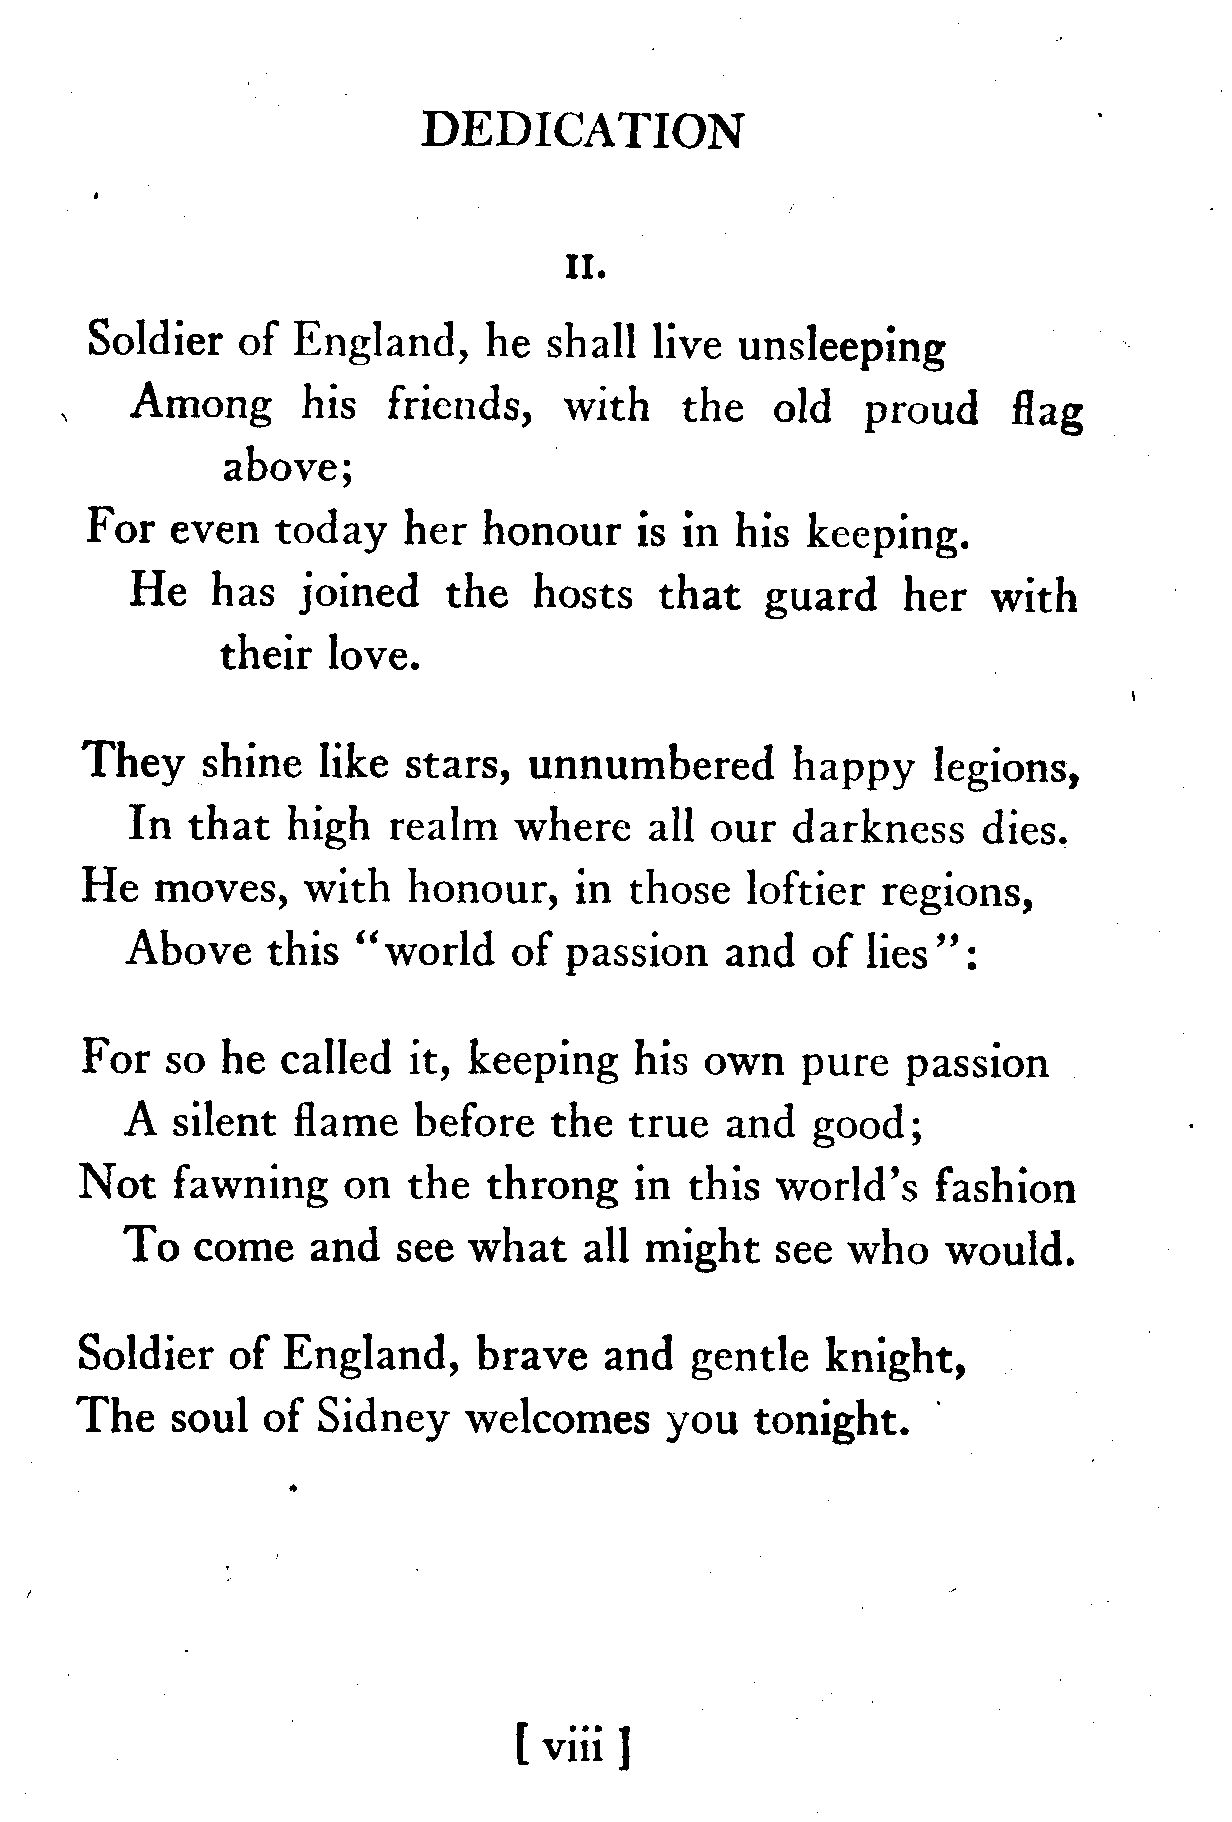 DEDICATION
II.
Soldier of England, he shall live unsleeping
Among his friends, with the old proud flag
above;
For even today her honour is in his keeping.
He has joined the hosts that guard her with
their love.
They shine like stars, unnumbered happy legions,
In that high realm where all our darkness dies.
He moves, with honour, in those loftier regions,
Above this “world of passion and of lies”:
For so he called it, keeping his own pure passion
A silent flame before the true and good;
Not fawning on the throng in this world’s fashion
To come and see what all might see who would.
Soldier of England, brave and gentle knight,
The soul of Sidney welcomes you tonight.
[ viii ]